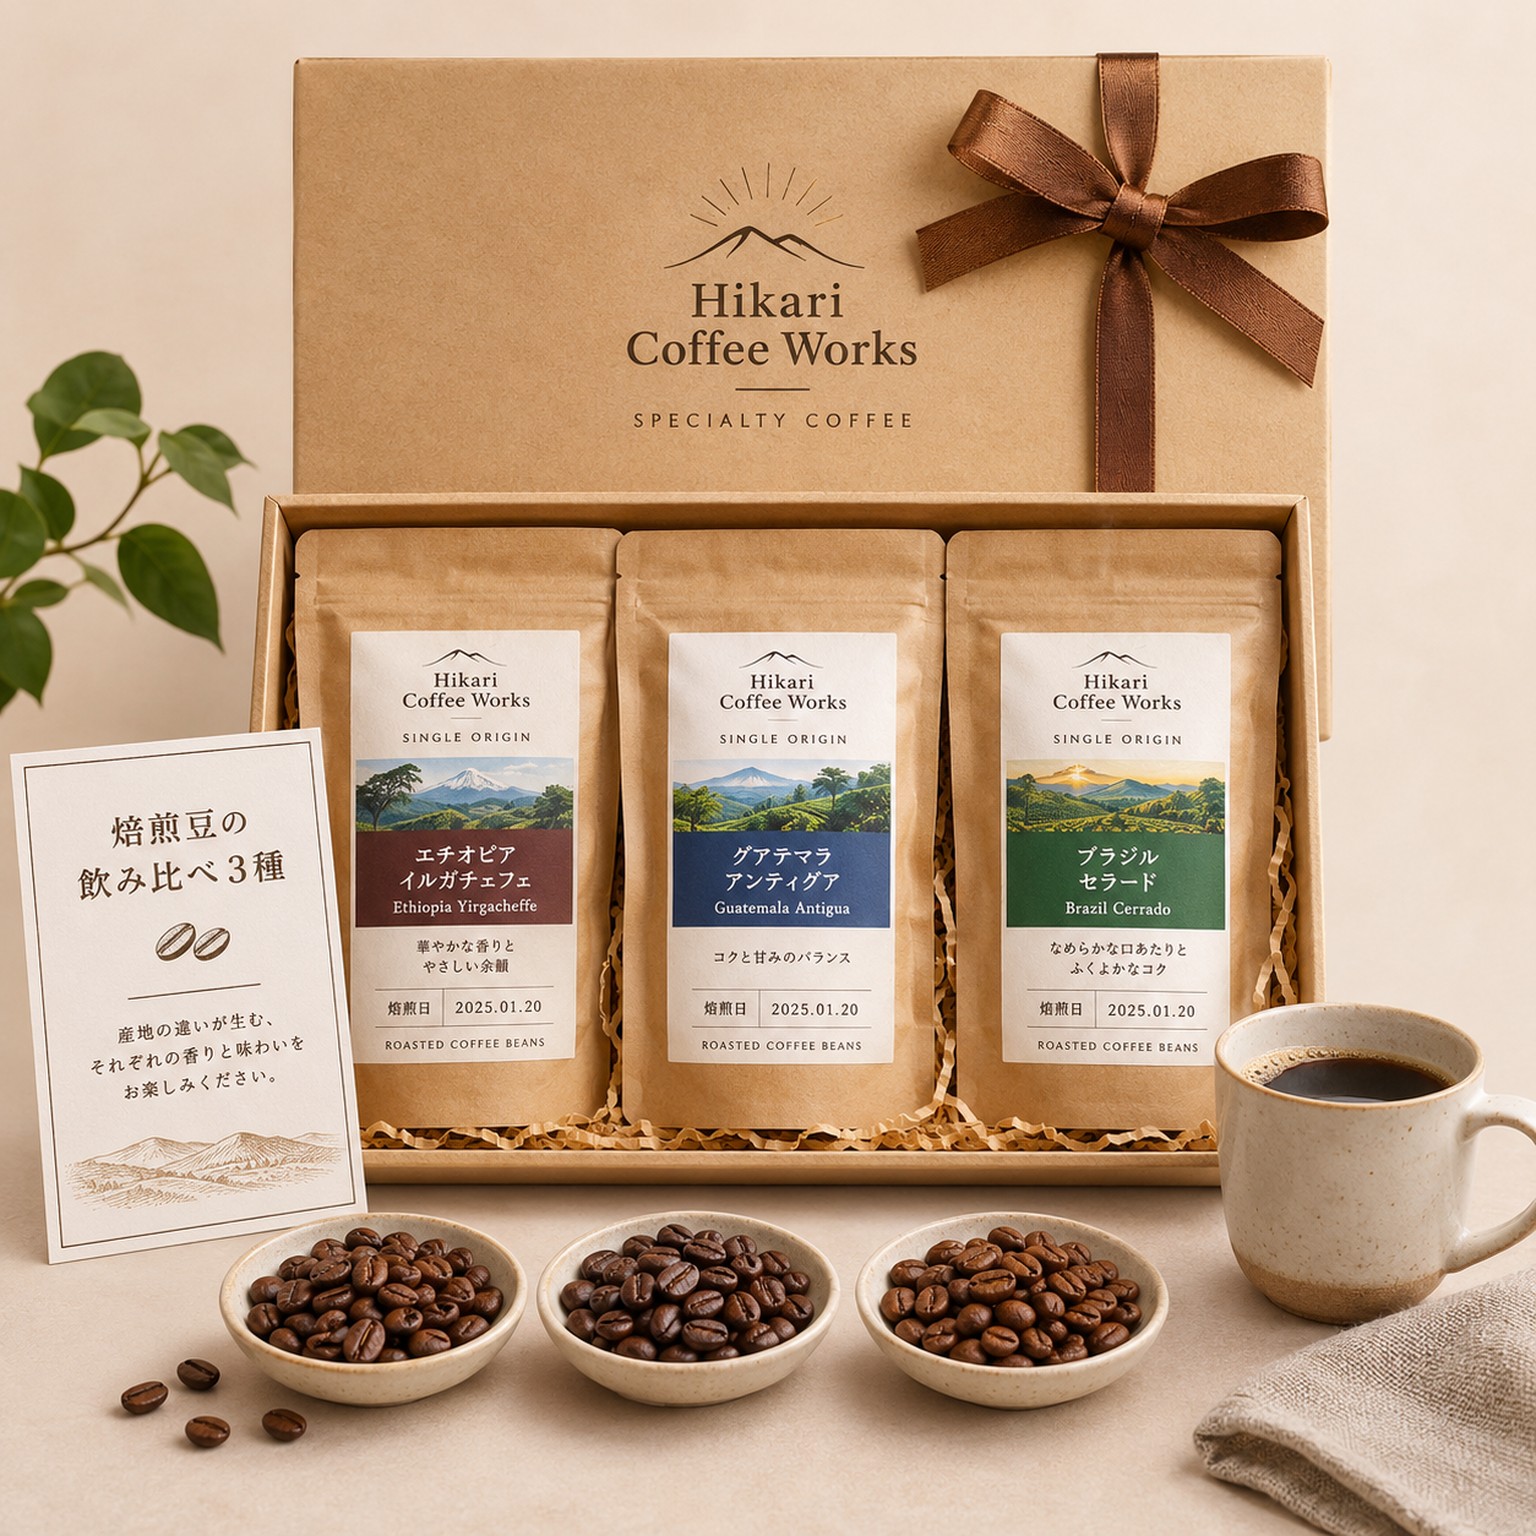 Hikari
Coffee Works
SPECIALTY COFFEE
焙煎豆の
飲み比べ3種
産地の違いが生む、
それぞれの香りと味わいを
お楽しみください。
Hikari
Coffee Works
SINGLE ORIGIN
エチオピア
イルガチェフェ
Ethiopia Yirgacheffe
華やかな香りと
やさしい余韻
焙煎日 2025.01.20
ROASTED COFFEE BEANS
Hikari
Coffee Works
SINGLE ORIGIN
グアテマラ
アンティグア
Guatemala Antigua
コクと甘みのバランス
焙煎日 2025.01.20
ROASTED COFFEE BEANS
Hikari
Coffee Works
SINGLE ORIGIN
ブラジル
セラード
Brazil Cerrado
なめらかな口あたりと
ふくよかなコク
焙煎日 2025.01.20
ROASTED COFFEE BEANS